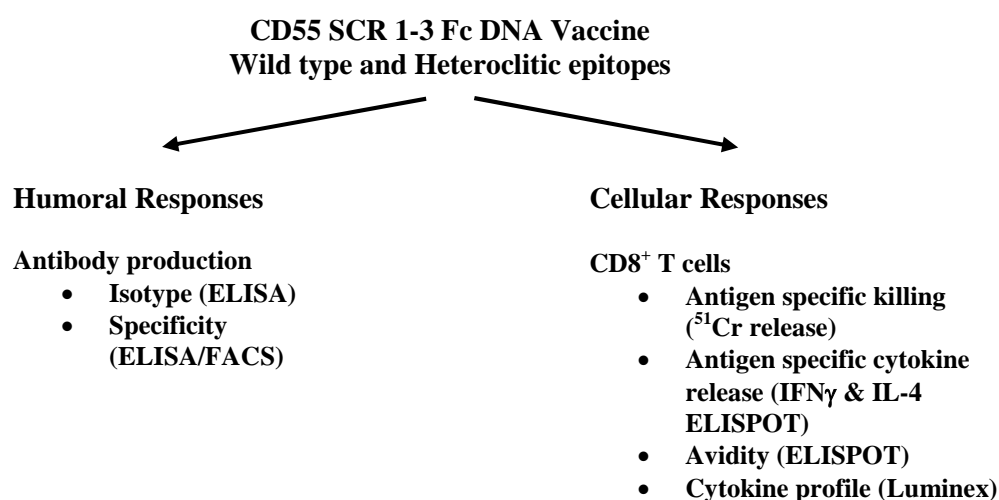 CD55 SCR 1-3 Fc DNA Vaccine
Wild type and Heteroclitic epitopes
Humoral Responses
Antibody production
• Isotype (ELISA)
• Specificity
(ELISA/FACS)
Cellular Responses
CD8⁺ T cells
• Antigen specific killing
(⁵¹Cr release)
• Antigen specific cytokine
release (IFNγ & IL-4
ELISPOT)
• Avidity (ELISPOT)
• Cytokine profile (Luminex)